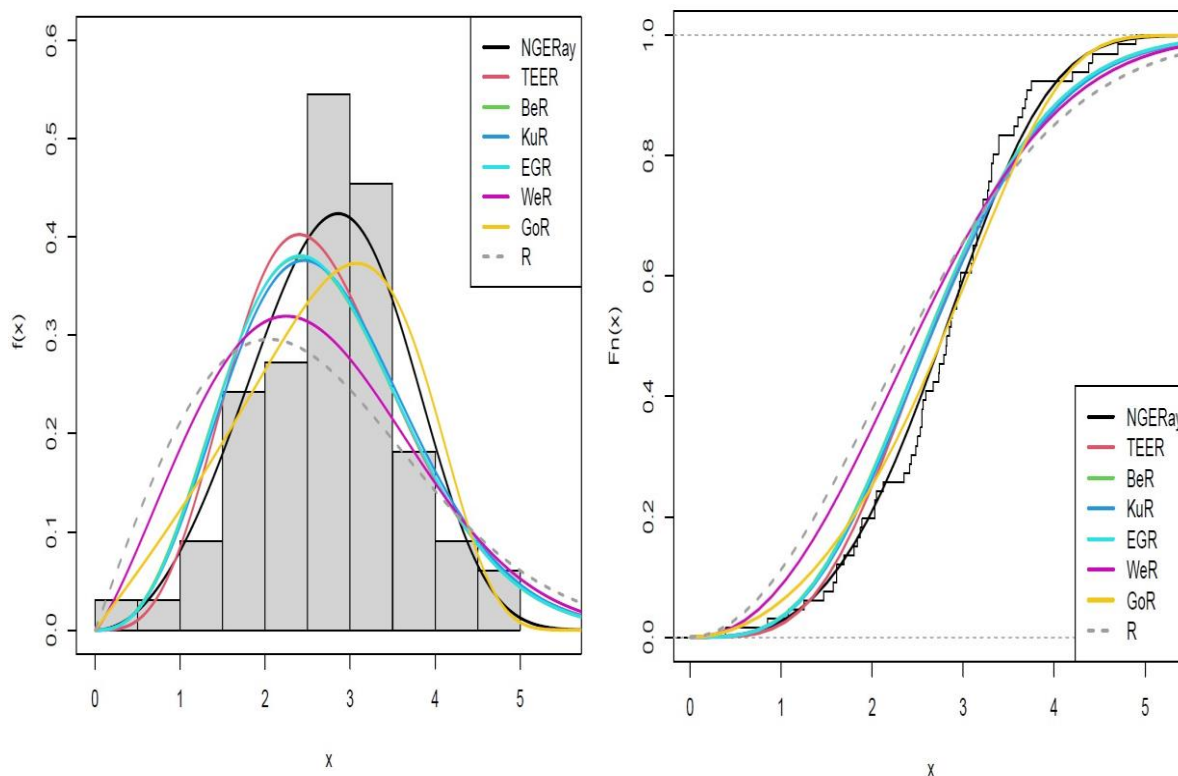 0.6
0.5
0.4
0.3
0.2
0.1
0.0
f(x)
0 1 2 3 4 5
x
NGERay
TEER
BeR
KuR
EGR
WeR
GoR
R
1.0
0.8
0.6
0.4
0.2
0.0
Fn(x)
0 1 2 3 4 5
x
NGERay
TEER
BeR
KuR
EGR
WeR
GoR
R